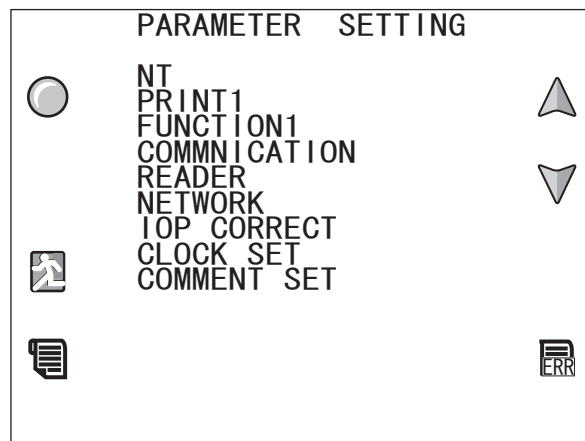 PARAMETER SETTING
NT
PRINT1
FUNCTION1
COMMNICATION
READER
NETWORK
IOP CORRECT
CLOCK SET
COMMENT SET
ERR